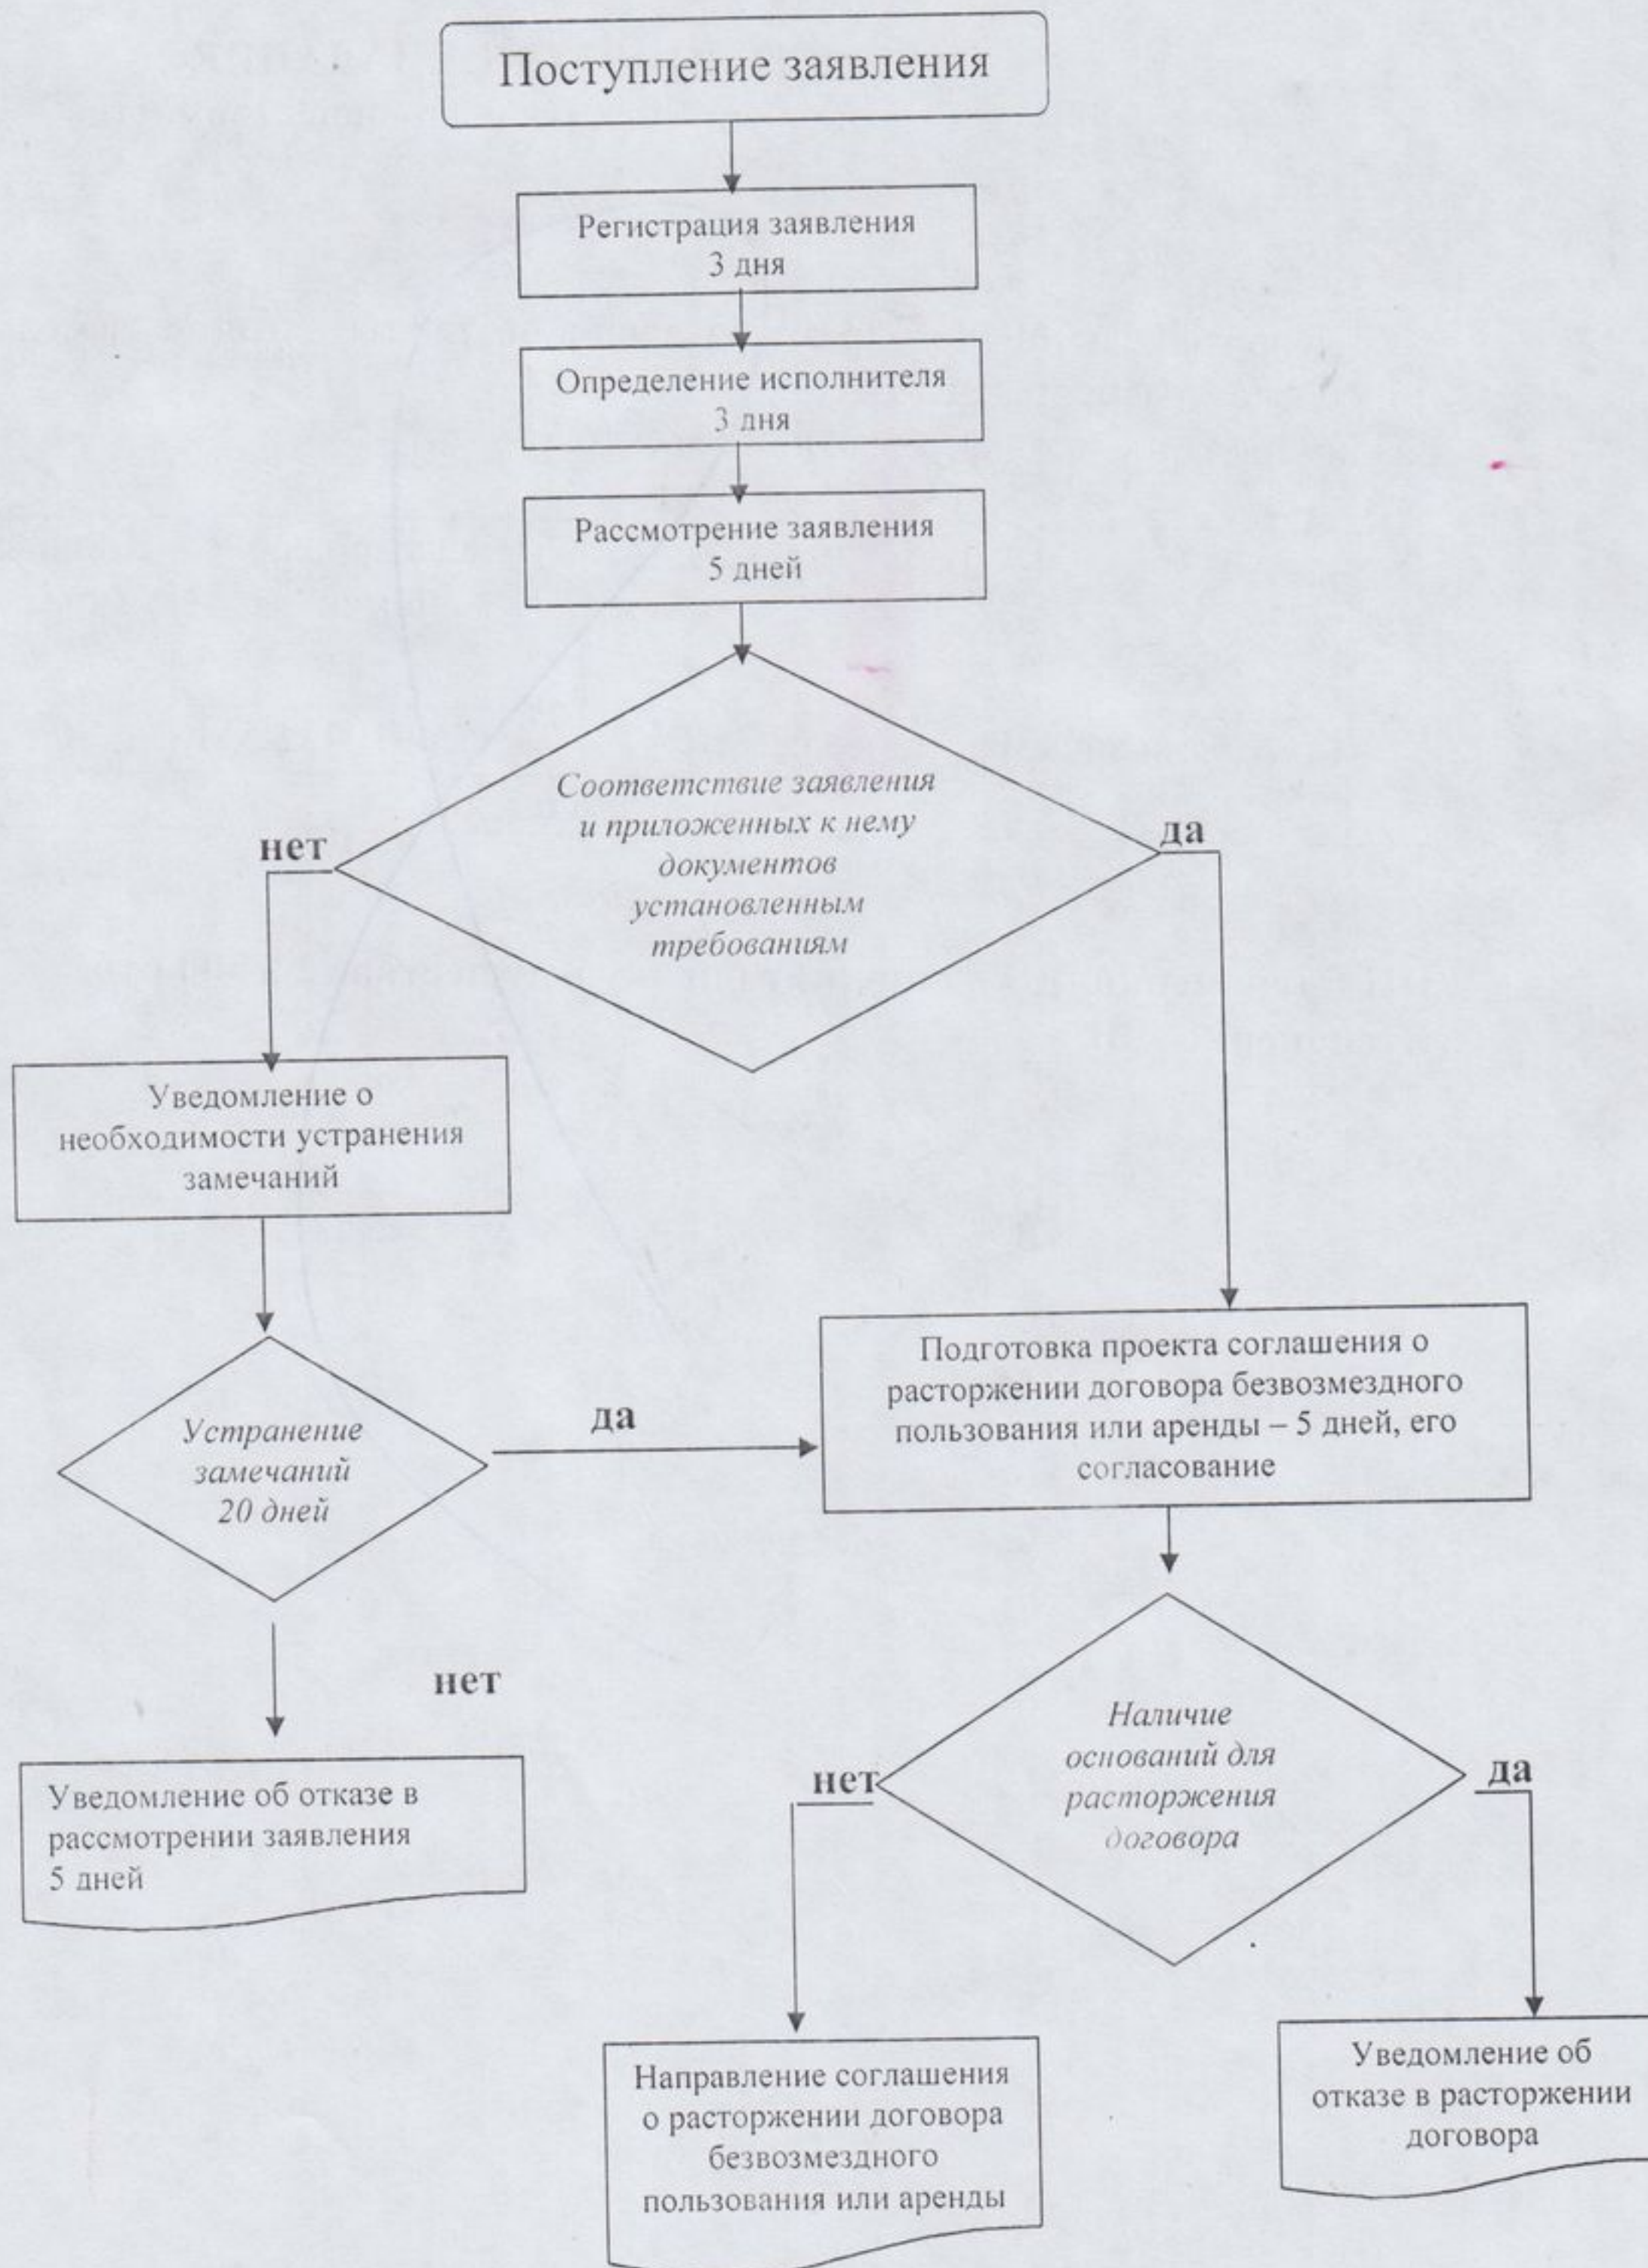 Поступление заявления
Регистрация заявления
3 дня
Определение исполнителя
3 дня
Рассмотрение заявления
5 дней
Соответствие заявления
и приложенных к нему
документов
установленным
требованиям
нет
да
Уведомление о
необходимости устранения
замечаний
Устранение
замечаний
20 дней
да
Подготовка проекта соглашения о
расторжении договора безвозмездного
пользования или аренды – 5 дней, его
согласование
нет
Уведомление об отказе в
рассмотрении заявления
5 дней
Наличие
оснований для
расторжения
договора
нет
да
Направление соглашения
о расторжении договора
безвозмездного
пользования или аренды
Уведомление об
отказе в расторжении
договора